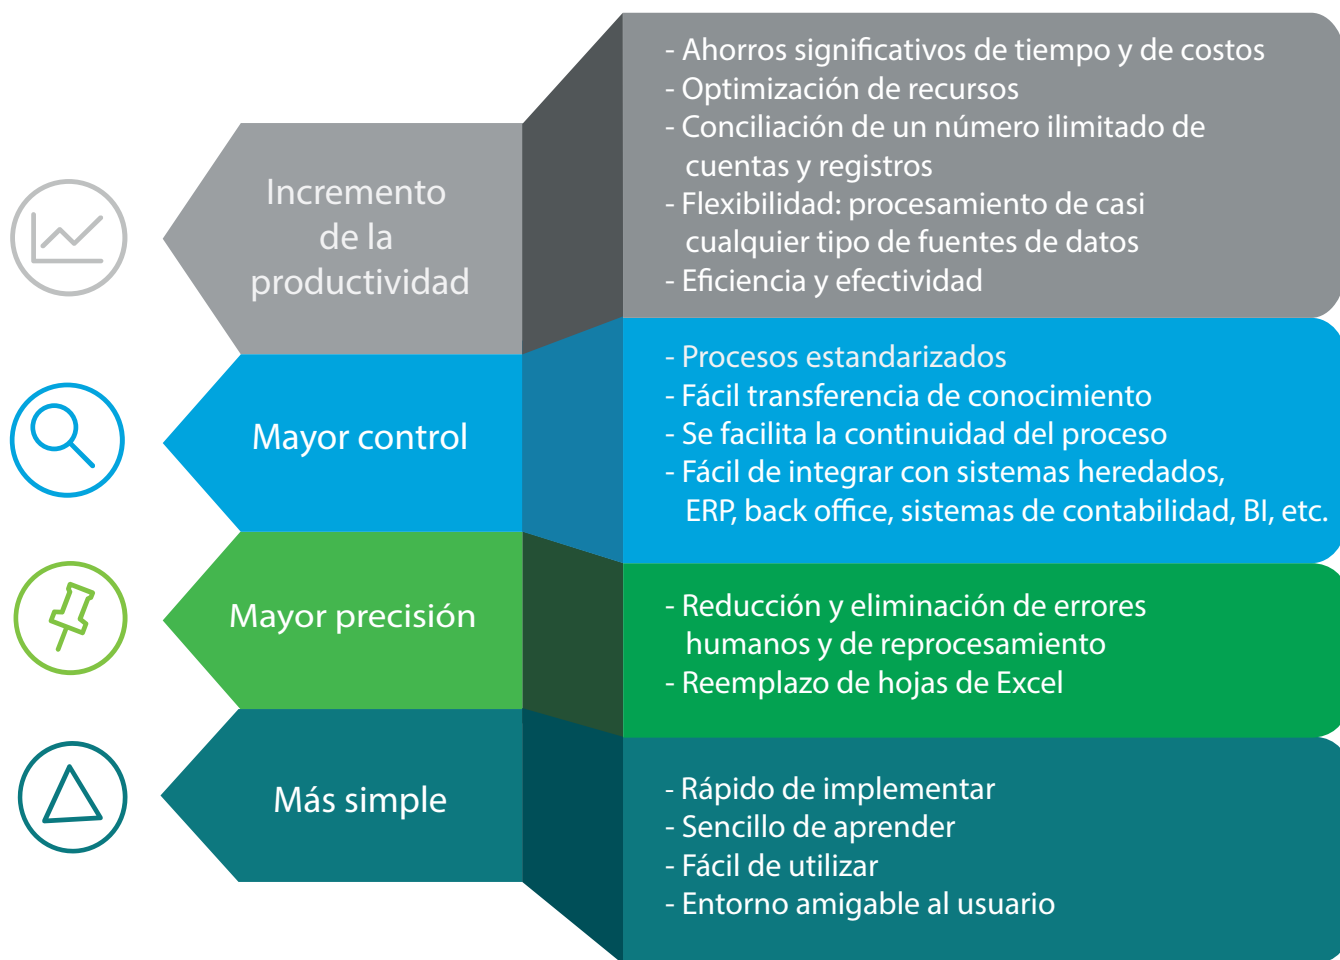 Incremento
de la
productividad
- Ahorros significativos de tiempo y de costos
- Optimización de recursos
- Conciliación de un número ilimitado de
cuentas y registros
- Flexibilidad: procesamiento de casi
cualquier tipo de fuentes de datos
- Eficiencia y efectividad
Mayor control
- Procesos estandarizados
- Fácil transferencia de conocimiento
- Se facilita la continuidad del proceso
- Fácil de integrar con sistemas heredados,
ERP, back office, sistemas de contabilidad, BI, etc.
Mayor precisión
- Reducción y eliminación de errores
humanos y de reprocesamiento
- Reemplazo de hojas de Excel
Más simple
- Rápido de implementar
- Sencillo de aprender
- Fácil de utilizar
- Entorno amigable al usuario